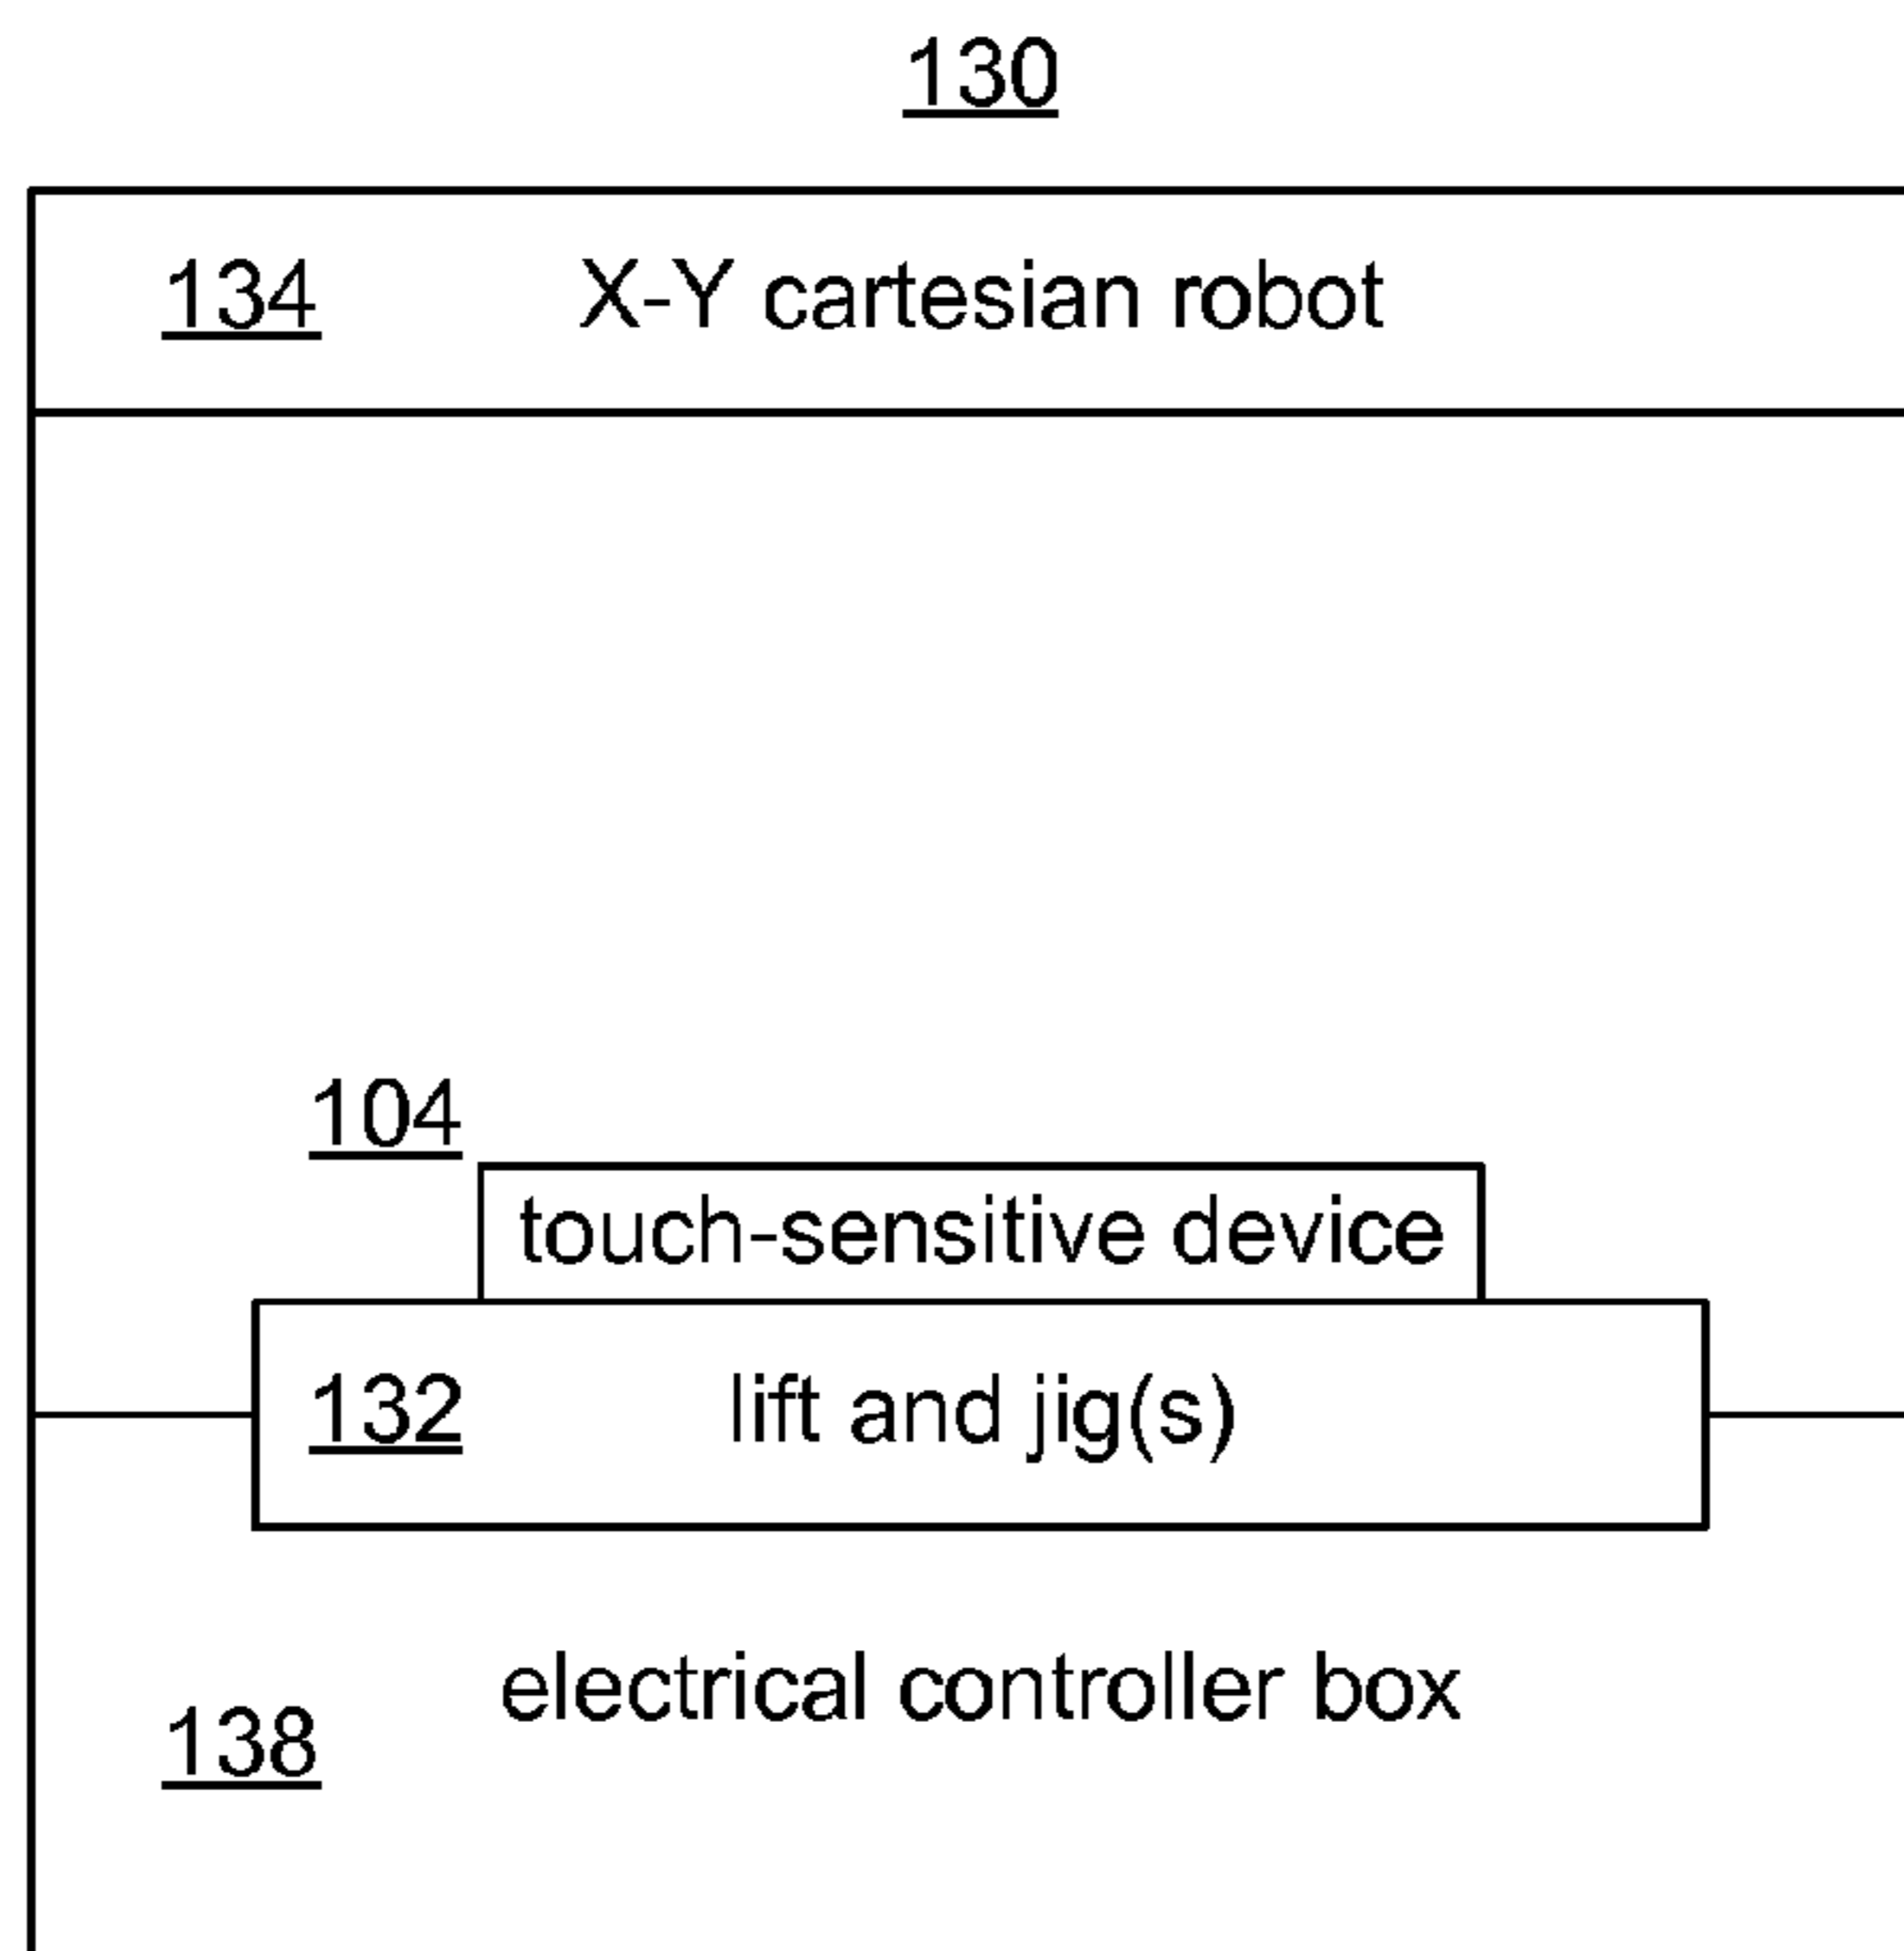 130
134 X-Y cartesian robot
104
touch-sensitive device
132 lift and jig(s)
electrical controller box
138